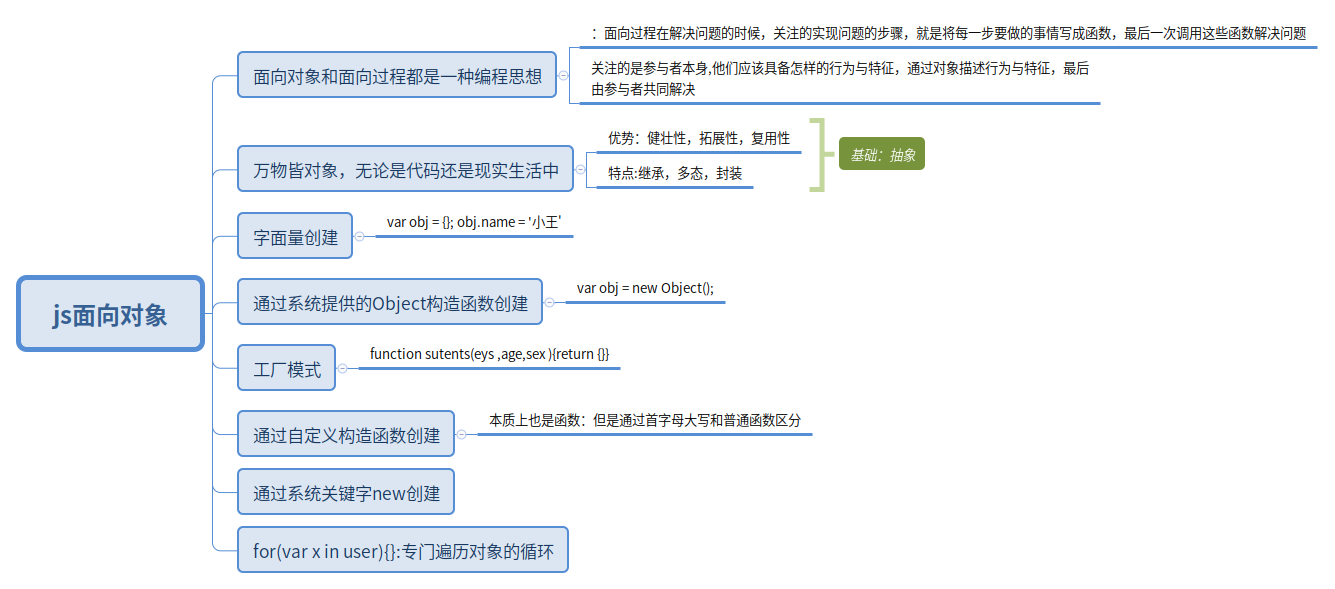 js面向对象
面向对象和面向过程都是一种编程思想
：面向过程在解决问题的时候，关注的实现问题的步骤，就是将每一步要做的事情写成函数，最后一次调用这些函数解决问题
关注的是参与者本身,他们应该具备怎样的行为与特征，通过对象描述行为与特征，最后
由参与者共同解决
万物皆对象，无论是代码还是现实生活中
优势：健壮性，拓展性，复用性
特点:继承，多态，封装
基础：抽象
字面量创建
var obj = {}; obj.name = '小王'
通过系统提供的Object构造函数创建
var obj = new Object();
工厂模式
function sutents(eys ,age,sex ){return {}}
通过自定义构造函数创建
本质上也是函数：但是通过首字母大写和普通函数区分
通过系统关键字new创建
for(var x in user){}:专门遍历对象的循环